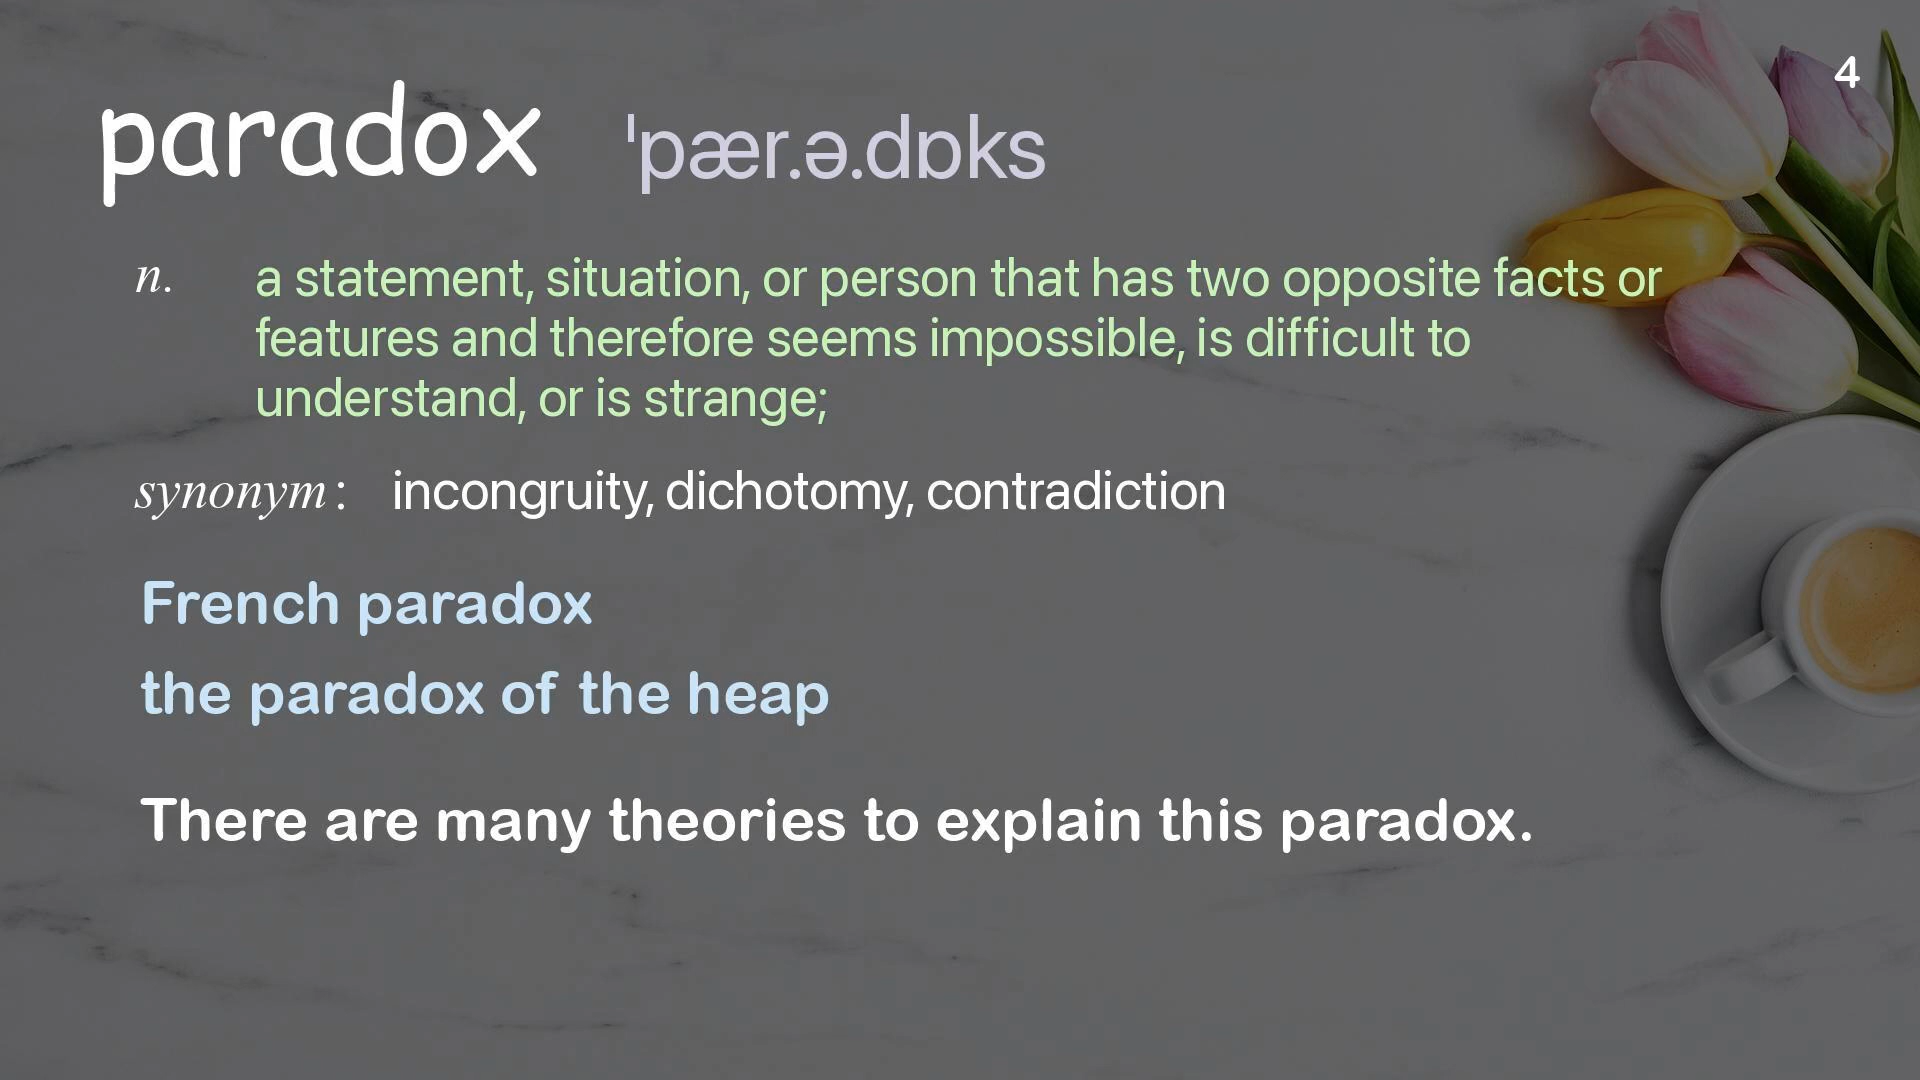 4
paradox ˈpær.ə.dɒks
n. a statement, situation, or person that has two opposite facts or
features and therefore seems impossible, is difficult to
understand, or is strange;
synonym: incongruity, dichotomy, contradiction
French paradox
the paradox of the heap
There are many theories to explain this paradox.